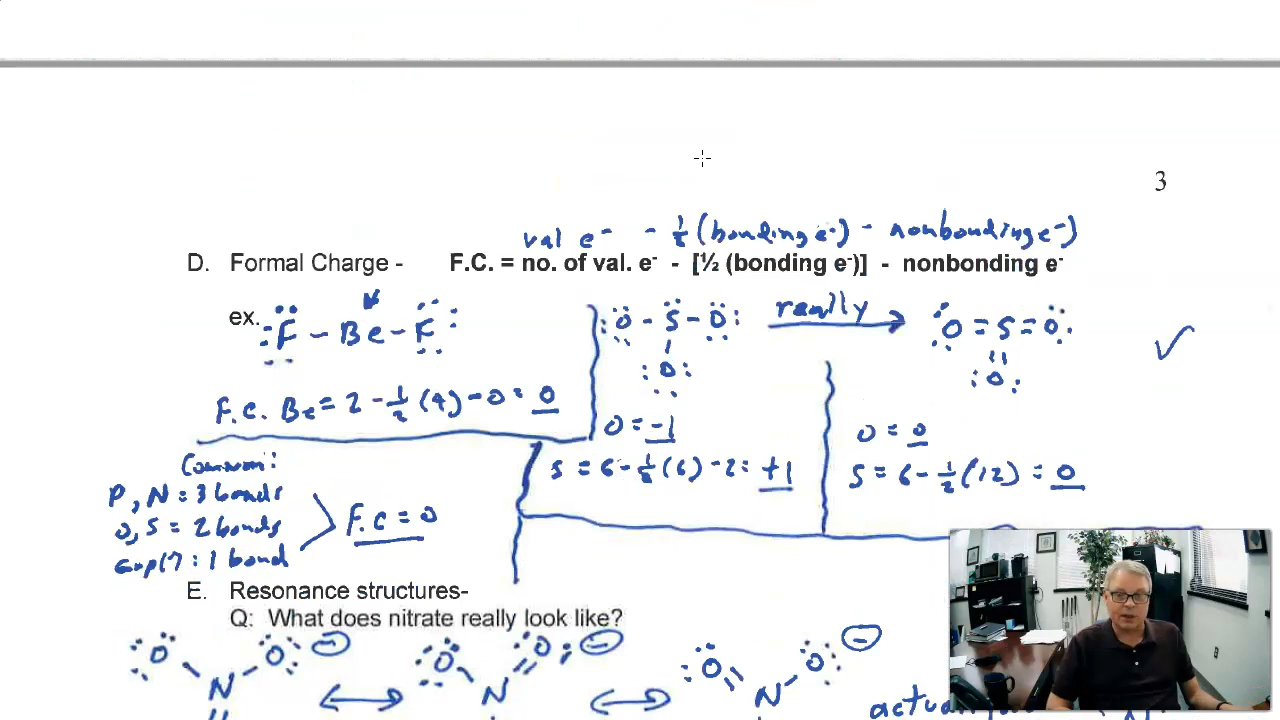 3
val e⁻ - ½ (bonding e⁻) - nonbonding e⁻)
D. Formal Charge - F.C. = no. of val. e⁻ - [½ (bonding e⁻)] - nonbonding e⁻
ex. F - Be - F
O - S - O
O
really
O = S = O
O
F.C. Be = 2 - ½ (4) - 0 = 0
O = -1
S = 6 - ½ (6) - 2 = +1
O = 0
S = 6 - ½ (12) = 0
Common:
P, N = 3 bonds
O, S = 2 bonds
: 1 bond
F.C = 0
E. Resonance structures-
Q: What does nitrate really look like?
O O -
N
O O -
N
O O -
N